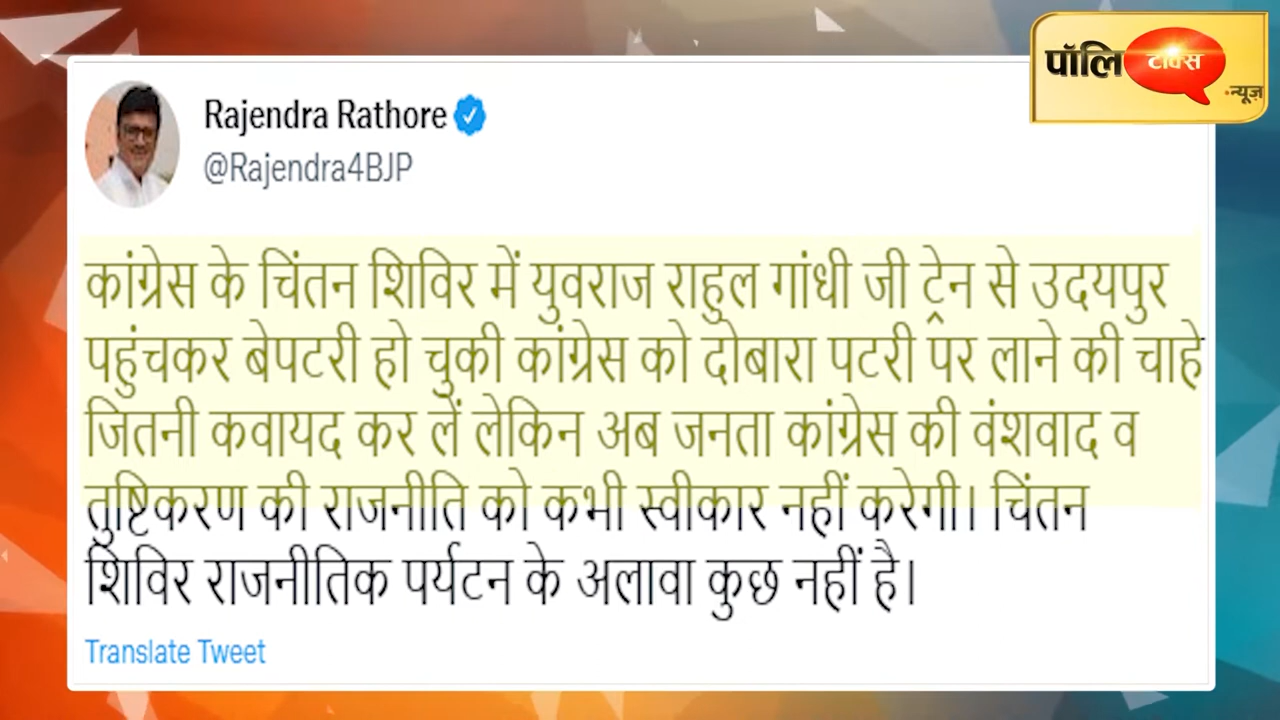 पॉलि टॉक्स
·न्यूज़
Rajendra Rathore
@Rajendra4BJP
कांग्रेस के चिंतन शिविर में युवराज राहुल गांधी जी ट्रेन से उदयपुर
पहुंचकर बेपटरी हो चुकी कांग्रेस को दोबारा पटरी पर लाने की चाहे
जितनी कवायद कर लें लेकिन अब जनता कांग्रेस की वंशवाद व
तुष्टिकरण की राजनीति को कभी स्वीकार नहीं करेगी। चिंतन
शिविर राजनीतिक पर्यटन के अलावा कुछ नहीं है।
Translate Tweet